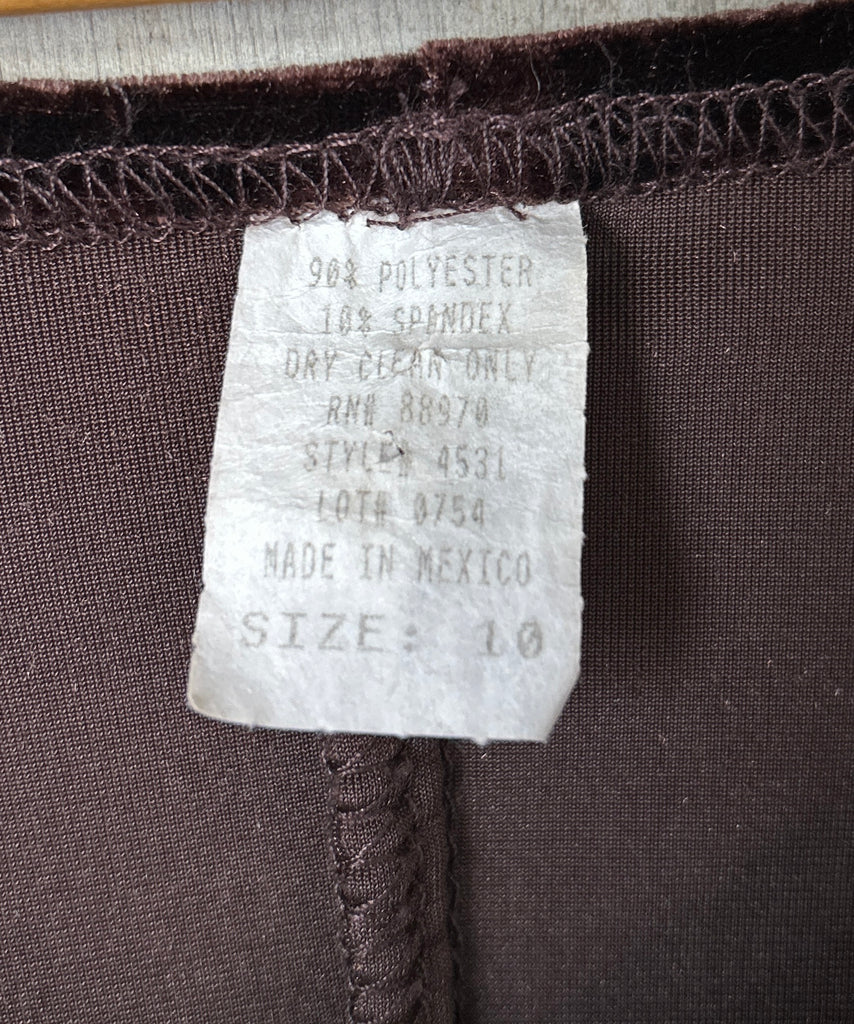 90% POLYESTER
10% SPANDEX
DRY CLEAN ONLY
RN# 88970
STYLE# 4531
LOT# 0754
MADE IN MEXICO
SIZE: 10